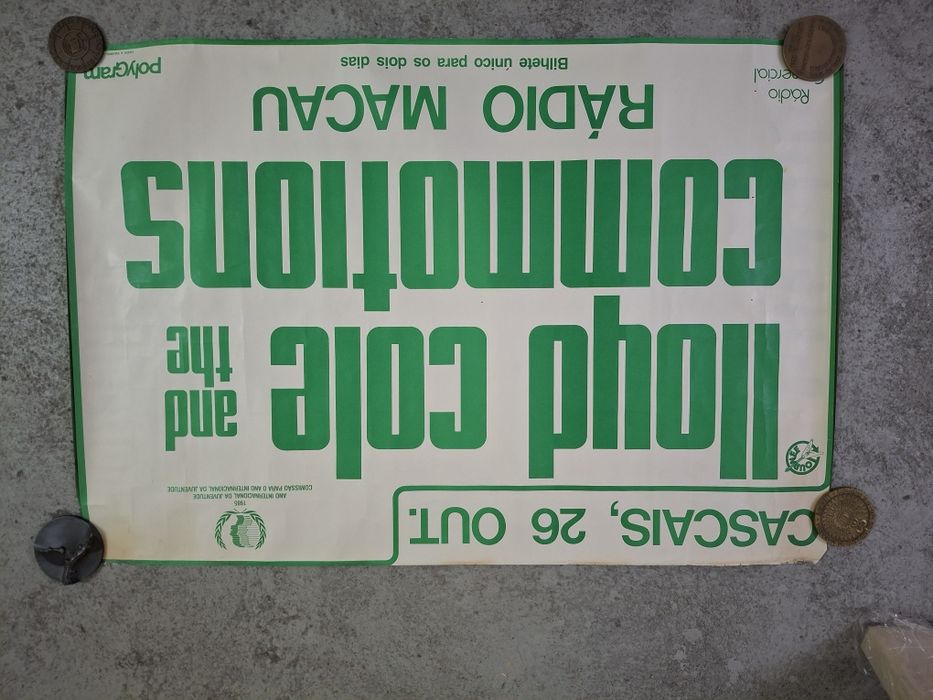 CASCAIS, 26 OUT.
1985
ANO INTERNACIONAL DA JUVENTUDE
COMISSÃO PARA O ANO INTERNACIONAL DA JUVENTUDE
lloyd cole and the
commotions
RÁDIO MACAU
Bilhete único para os dois dias
Rádio
Comercial
polyGram